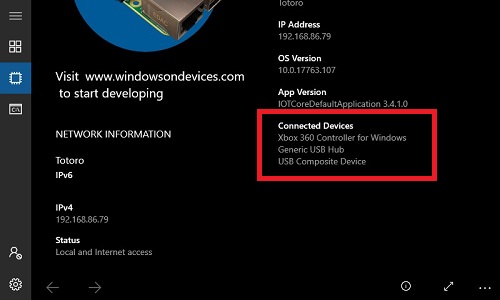 Visit www.windowsondevices.com
to start developing
NETWORK INFORMATION
Totoro
IPv6
IPv4
192.168.86.79
Status
Local and Internet access
Totoro
IP Address
192.168.86.79
OS Version
10.0.17763.107
App Version
IOTCoreDefaultApplication 3.4.1.0
Connected Devices
Xbox 360 Controller for Windows
Generic USB Hub
USB Composite Device